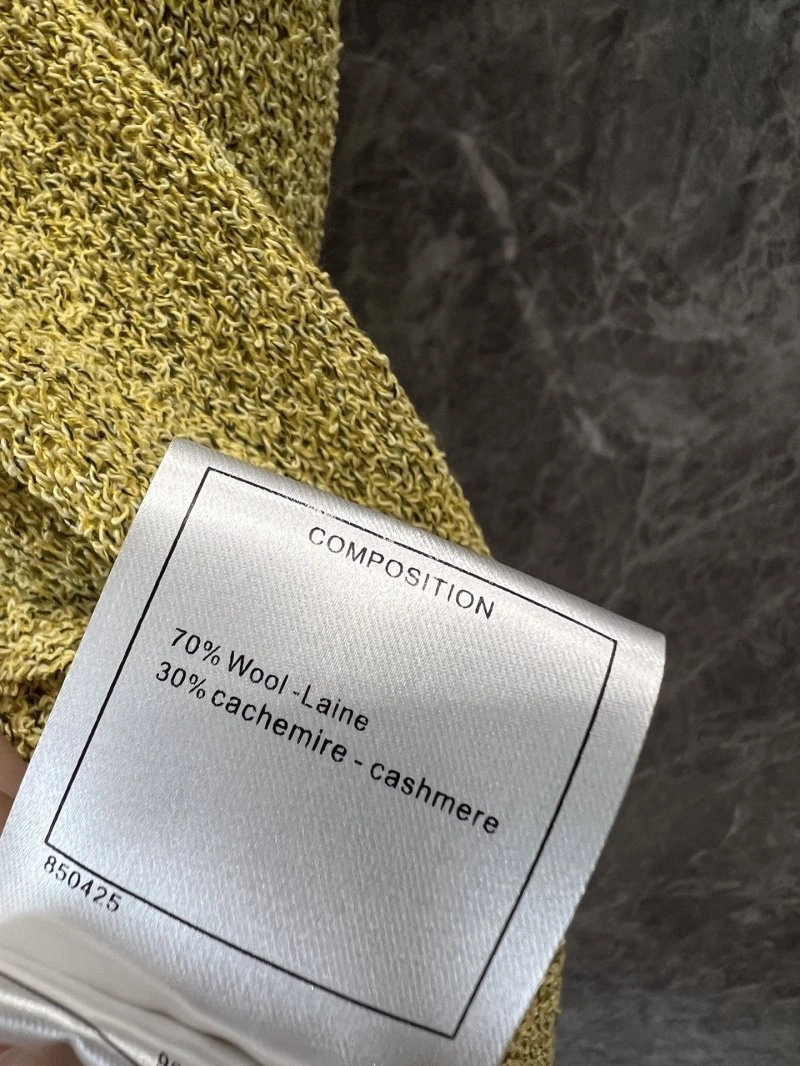 COMPOSITION
70% Wool -Laine
30% cachemire - cashmere
850425